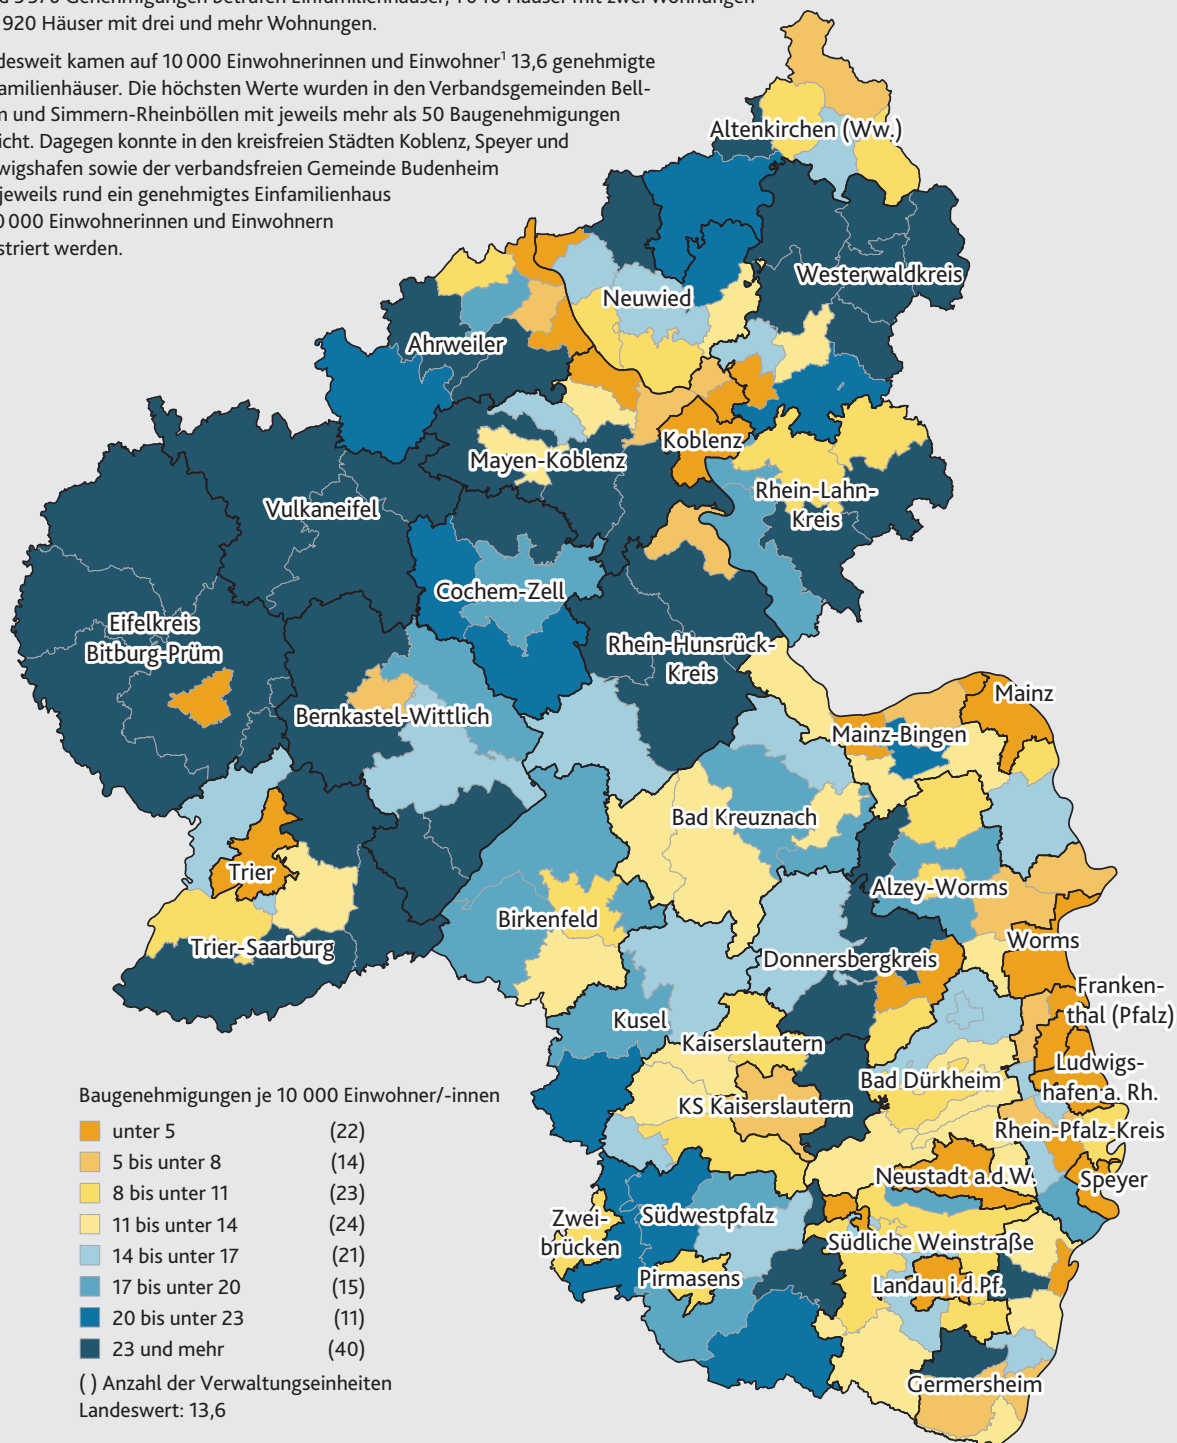 920 Häuser mit drei und mehr Wohnungen.
desweit kamen auf 10 000 Einwohnerinnen und Einwohner¹ 13,6 genehmigte
familienhäuser. Die höchsten Werte wurden in den Verbandsgemeinden Bell-
n und Simmern-Rheinböllen mit jeweils mehr als 50 Baugenehmigungen
icht. Dagegen konnte in den kreisfreien Städten Koblenz, Speyer und
wigshafen sowie der verbandsfreien Gemeinde Budenheim
jeweils rund ein genehmigtes Einfamilienhaus
0 000 Einwohnerinnen und Einwohnern
striert werden.
Altenkirchen (Ww.)
Westerwaldkreis
Neuwied
Ahrweiler
Koblenz
Mayen-Koblenz
Rhein-Lahn-
Kreis
Vulkaneifel
Cochem-Zell
Eifelkreis
Bitburg-Prüm
Rhein-Hunsrück-
Kreis
Mainz
Bernkastel-Wittlich
Mainz-Bingen
Bad Kreuznach
Trier
Alzey-Worms
Birkenfeld
Trier-Saarburg
Worms
Donnersbergkreis
Franken-
thal (Pfalz)
Kusel
Kaiserslautern
Ludwigs-
hafen a. Rh.
Bad Dürkheim
KS Kaiserslautern
Rhein-Pfalz-Kreis
Neustadt a.d.W.
Speyer
Südwestpfalz
Zwei-
brücken
Südliche Weinstraße
Pirmasens
Landau i.d.Pf.
Germersheim
Baugenehmigungen je 10 000 Einwohner/-innen
unter 5 (22)
5 bis unter 8 (14)
8 bis unter 11 (23)
11 bis unter 14 (24)
14 bis unter 17 (21)
17 bis unter 20 (15)
20 bis unter 23 (11)
23 und mehr (40)
( ) Anzahl der Verwaltungseinheiten
Landeswert: 13,6